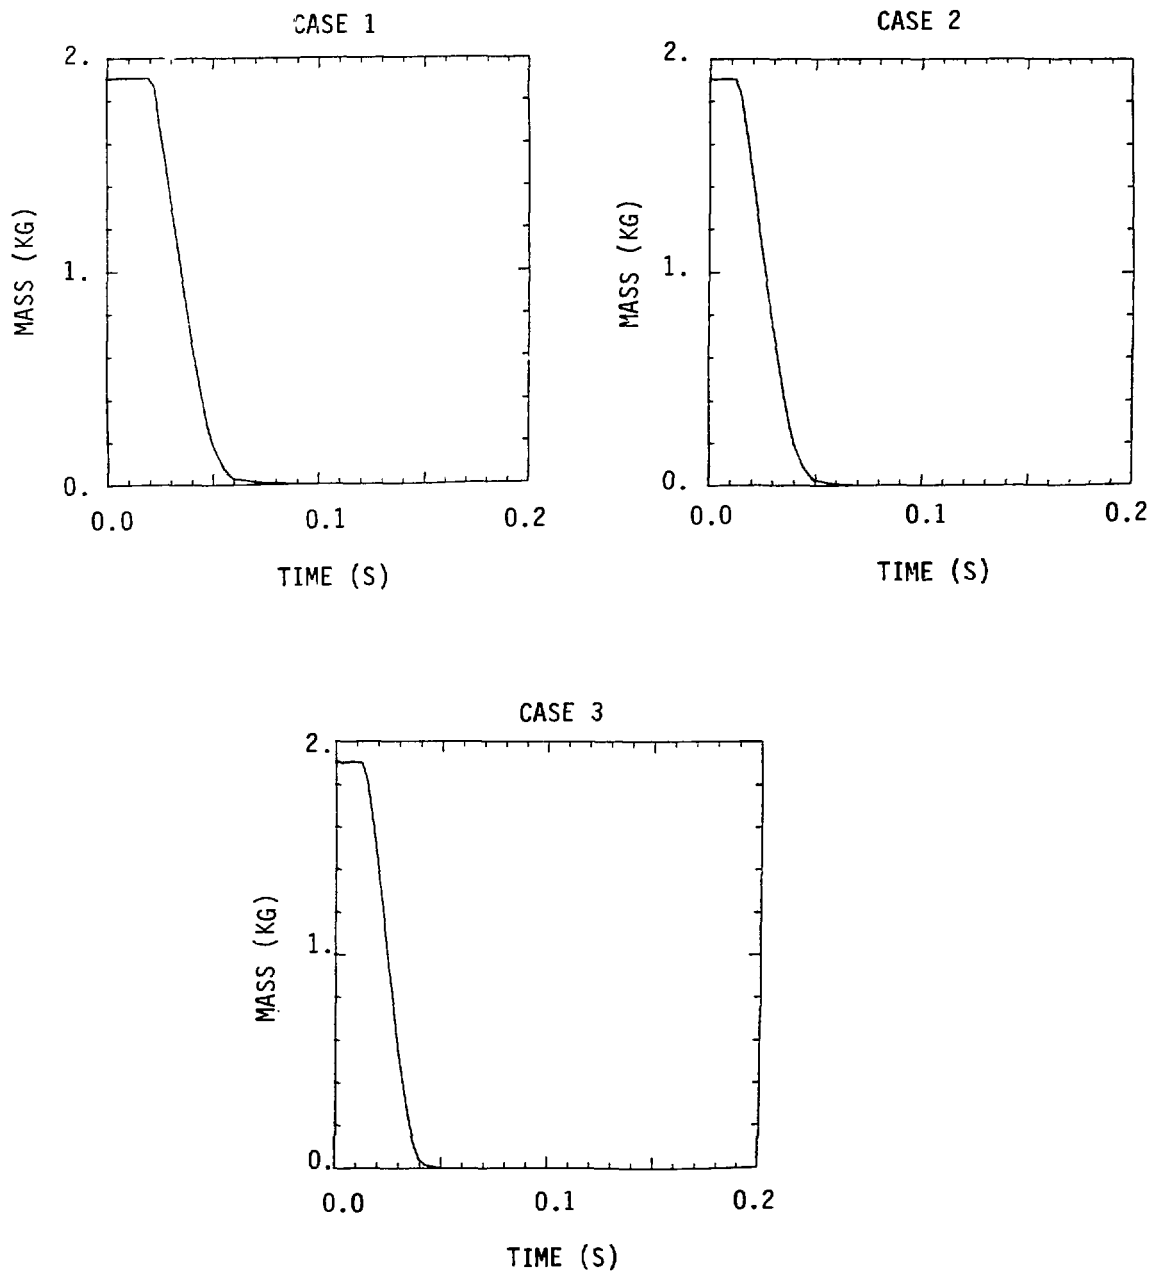 CASE 1
2.
1.
0.
MASS (KG)
0.0 0.1 0.2
TIME (S)
CASE 2
2.
1.
0.
MASS (KG)
0.0 0.1 0.2
TIME (S)
CASE 3
2.
1.
0.
MASS (KG)
0.0 0.1 0.2
TIME (S)